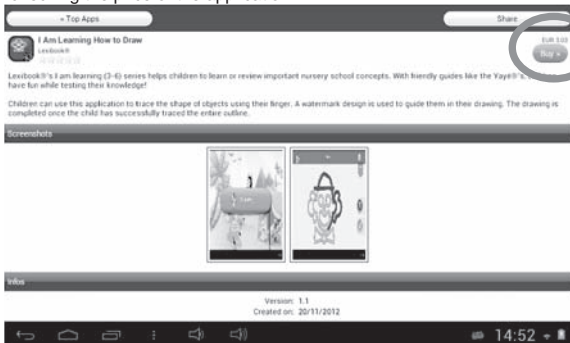 « Top Apps
Share
I Am Learning How to Draw
Lexibook®
EUR
Buy »
Lexibook®'s I am learning (3-6) series helps children to learn or review important nursery school concepts. With friendly guides like the Yayé®'s,
have fun while testing their knowledge!
Children can use this application to trace the shape of objects using their finger. A watermark design is used to guide them in their drawing. The drawing is
completed once the child has successfully traced the entire outline.
Screenshots
Infos
Version: 1.1
Created on: 20/11/2012
14:52